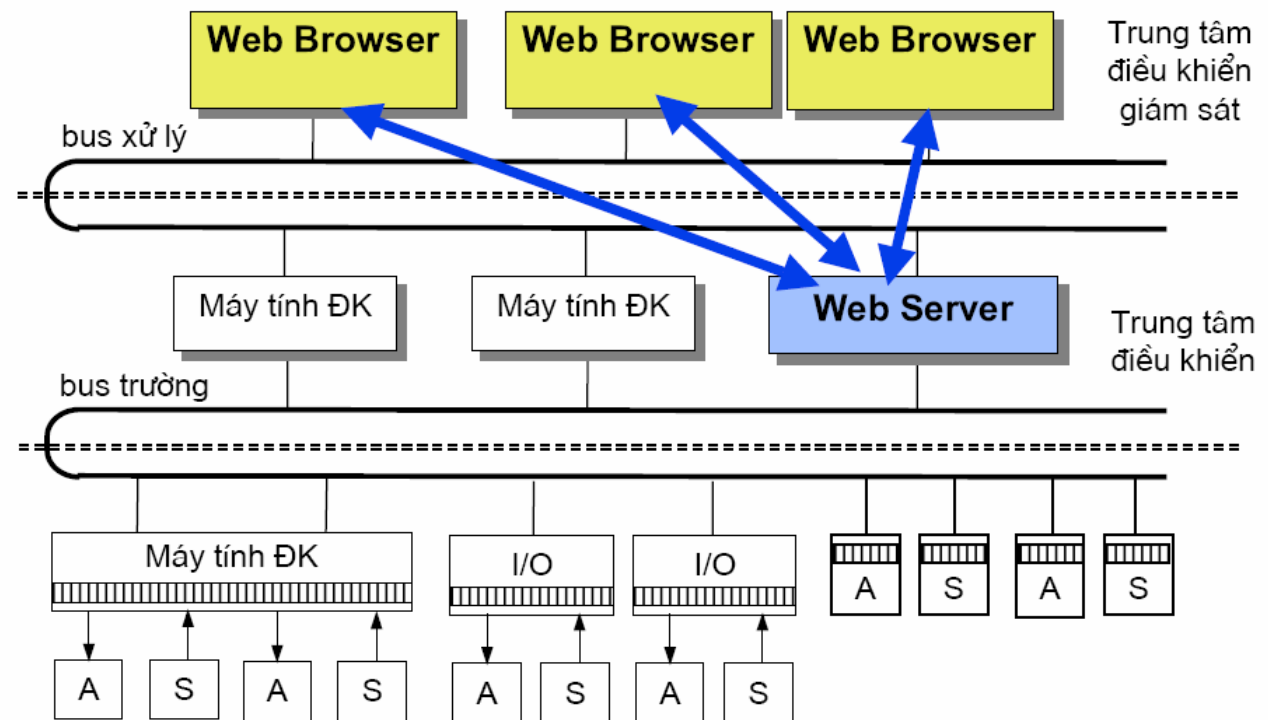 Web Browser
Web Browser
Web Browser
Trung tâm
điều khiển
giám sát
bus xử lý
Máy tính ĐK
Máy tính ĐK
Web Server
Trung tâm
điều khiển
bus trường
Máy tính ĐK
I/O
I/O
A
S
A
S
A
S
A
S
A
S
A
S